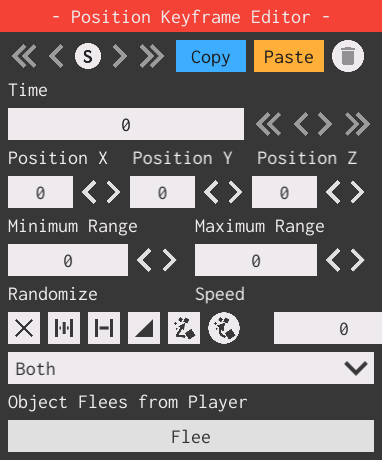 - Position Keyframe Editor -
S Copy Paste
Time
0
Position X Position Y Position Z
0 0 0
Minimum Range Maximum Range
0 0
Randomize Speed
0
Both
Object Flees from Player
Flee